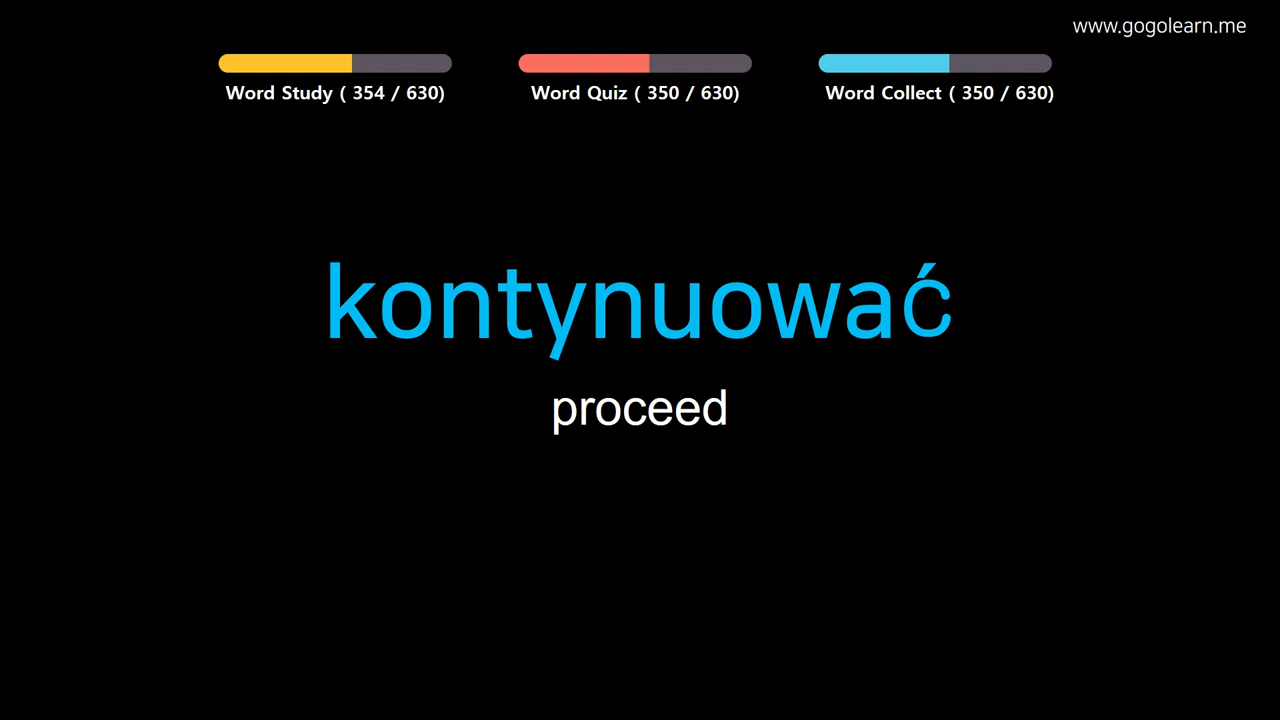 www.gogolearn.me
Word Study ( 354 / 630)
Word Quiz ( 350 / 630)
Word Collect ( 350 / 630)
kontynuować
proceed